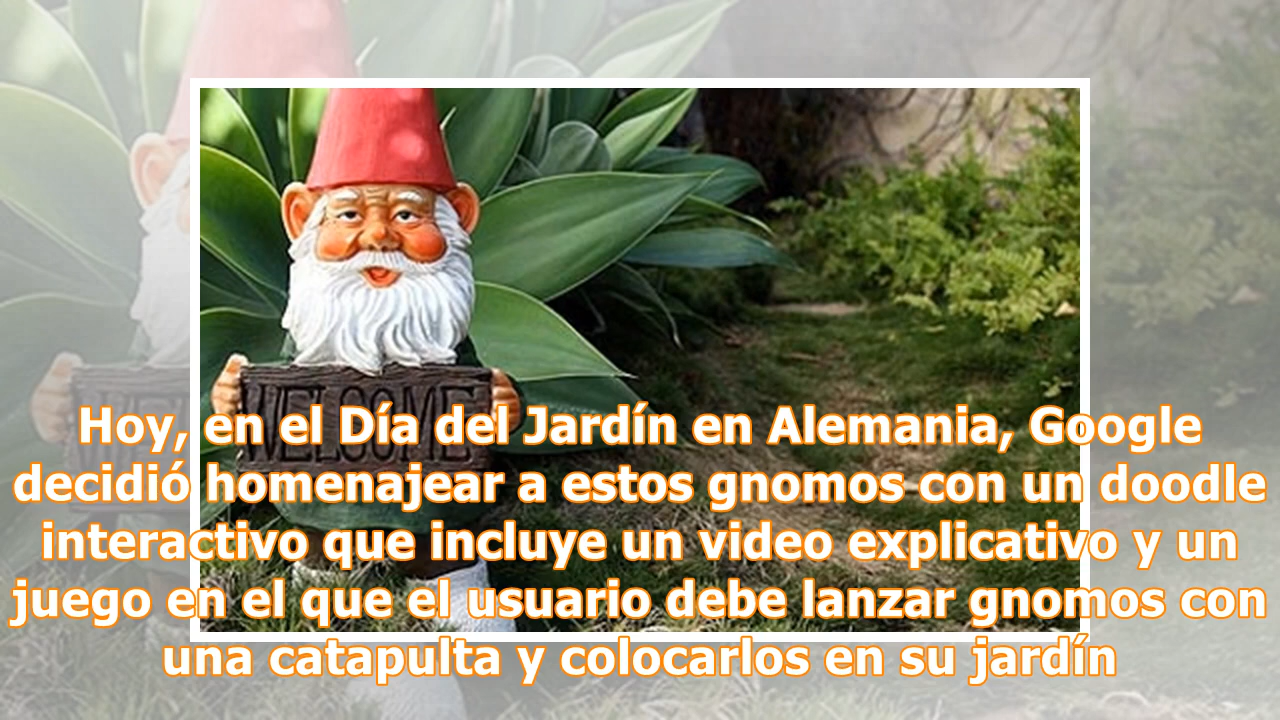 WELCOME
Hoy, en el Día del Jardín en Alemania, Google
decidió homenajear a estos gnomos con un doodle
interactivo que incluye un video explicativo y un
juego en el que el usuario debe lanzar gnomos con
una catapulta y colocarlos en su jardín